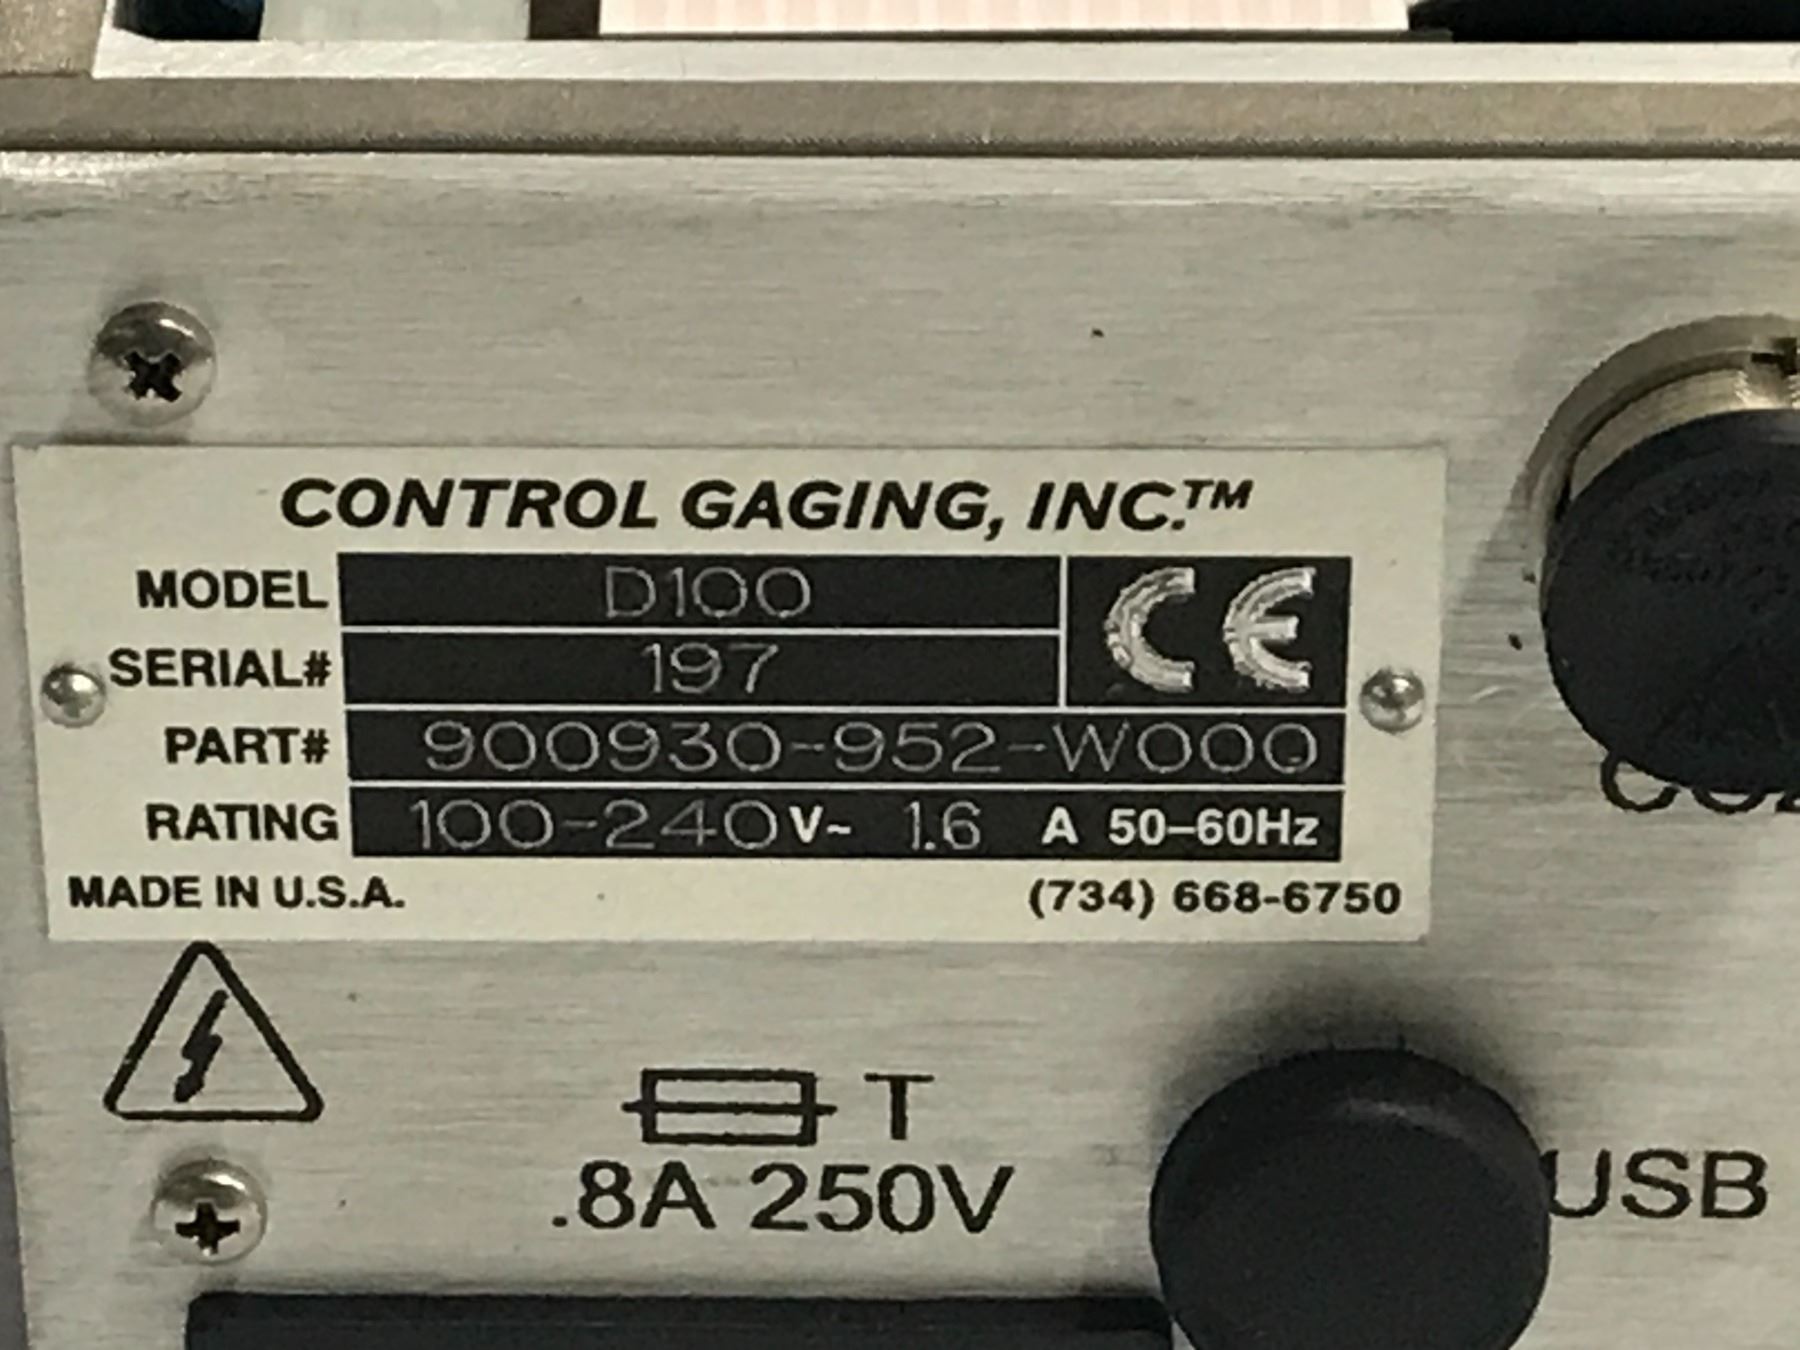 CONTROL GAGING, INC.™
MODEL D100
SERIAL# 197
PART# 900930-952-W000
RATING 100-240V~ 1.6 A 50-60Hz
MADE IN U.S.A. (734) 668-6750
T
.8A 250V
USB